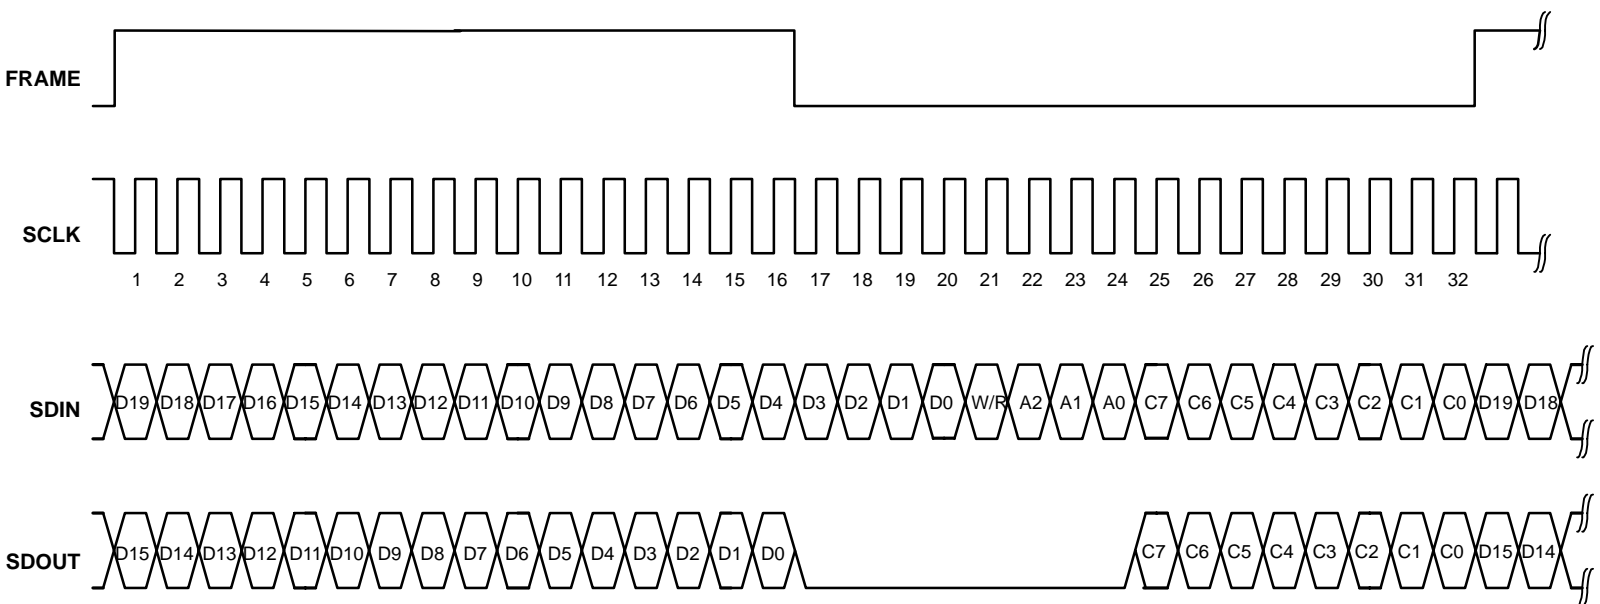 FRAME
SCLK
1 2 3 4 5 6 7 8 9 10 11 12 13 14 15 16 17 18 19 20 21 22 23 24 25 26 27 28 29 30 31 32
SDIN D19 D18 D17 D16 D15 D14 D13 D12 D11 D10 D9 D8 D7 D6 D5 D4 D3 D2 D1 D0 W/R A2 A1 A0 C7 C6 C5 C4 C3 C2 C1 C0 D19 D18
SDOUT D15 D14 D13 D12 D11 D10 D9 D8 D7 D6 D5 D4 D3 D2 D1 D0 C7 C6 C5 C4 C3 C2 C1 C0 D15 D14